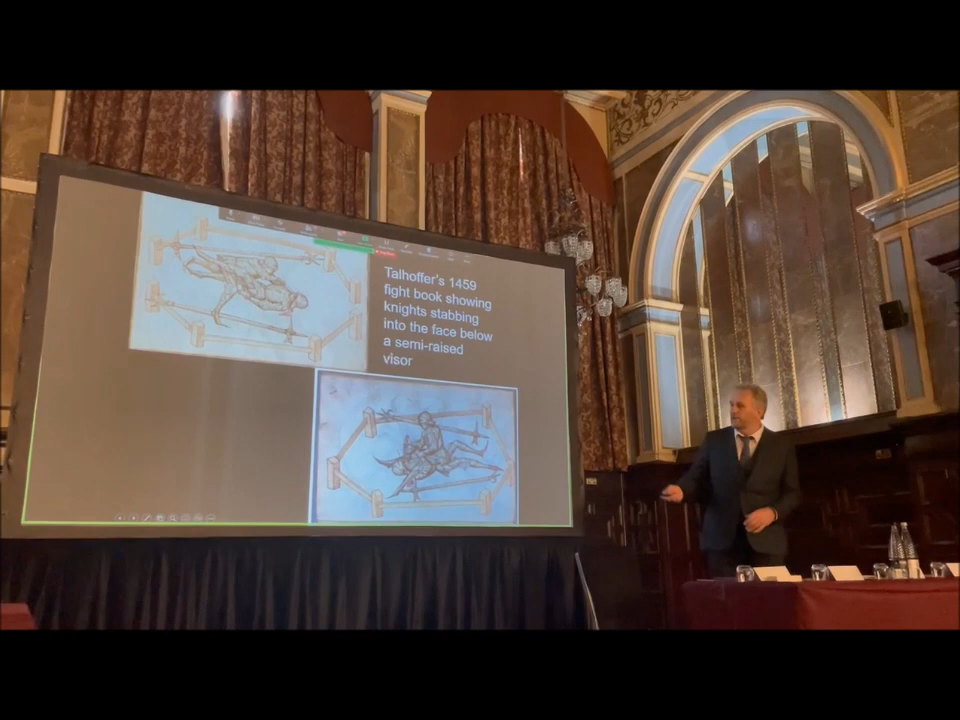 Talhoffer's 1459
fight book showing
knights stabbing
into the face below
a semi-raised
visor